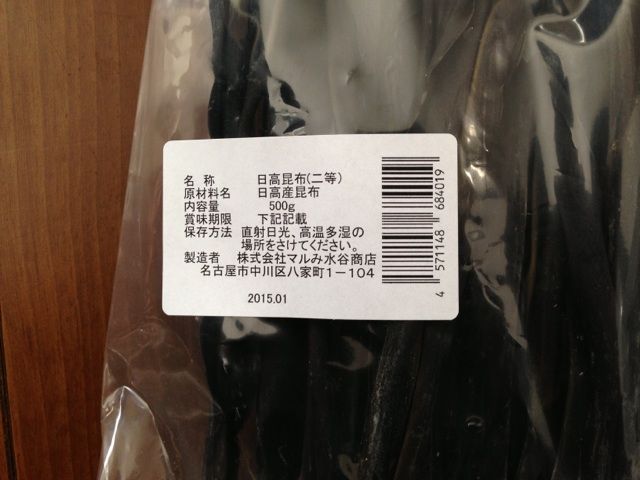 名 称 日高昆布(二等)
原材料名 日高産昆布
内容量 500g
賞味期限 下記記載
保存方法 直射日光、高温多湿の
場所をさけてください。
製造者 株式会社マルみ水谷商店
名古屋市中川区八家町1-104
2015.01
4 571148 684019